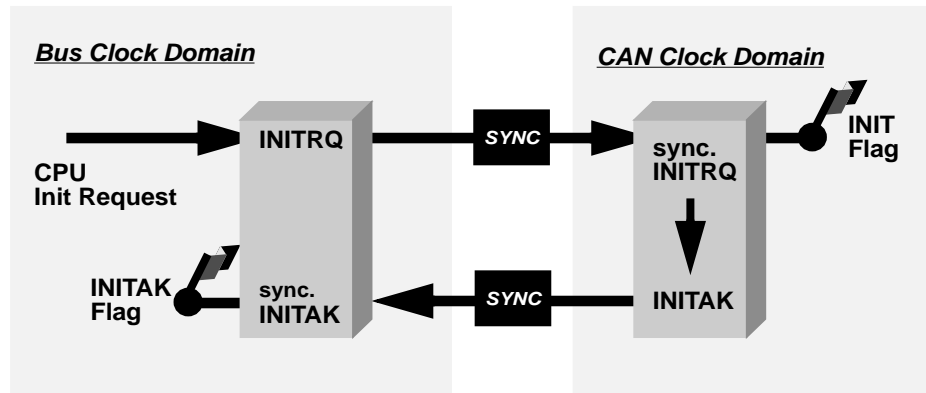 Bus Clock Domain
CAN Clock Domain
INITRQ
SYNC
sync.
INITRQ
INIT
Flag
CPU
Init Request
INITAK
Flag
sync.
INITAK
SYNC
INITAK